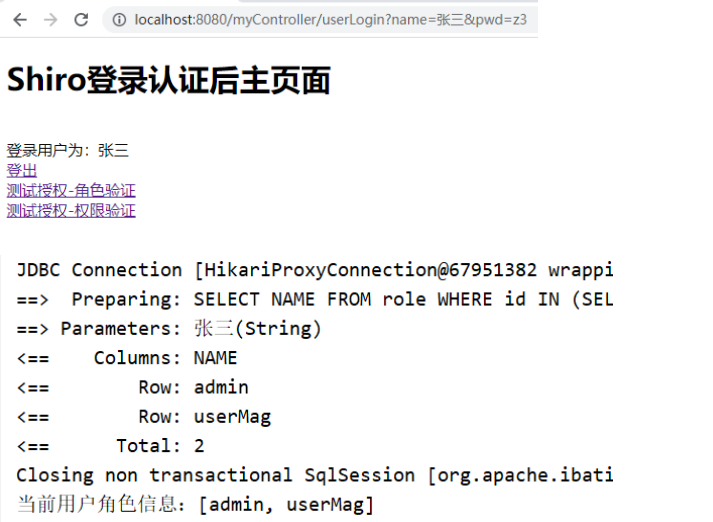 localhost:8080/myController/userLogin?name=张三&pwd=z3
Shiro登录认证后主页面
登录用户为：张三
登出
测试授权-角色验证
测试授权-权限验证
JDBC Connection [HikariProxyConnection@67951382 wrappi
==>  Preparing: SELECT NAME FROM role WHERE id IN (SEL
==> Parameters: 张三(String)
<==    Columns: NAME
<==        Row: admin
<==        Row: userMag
<==      Total: 2
Closing non transactional SqlSession [org.apache.ibati
当前用户角色信息：[admin, userMag]